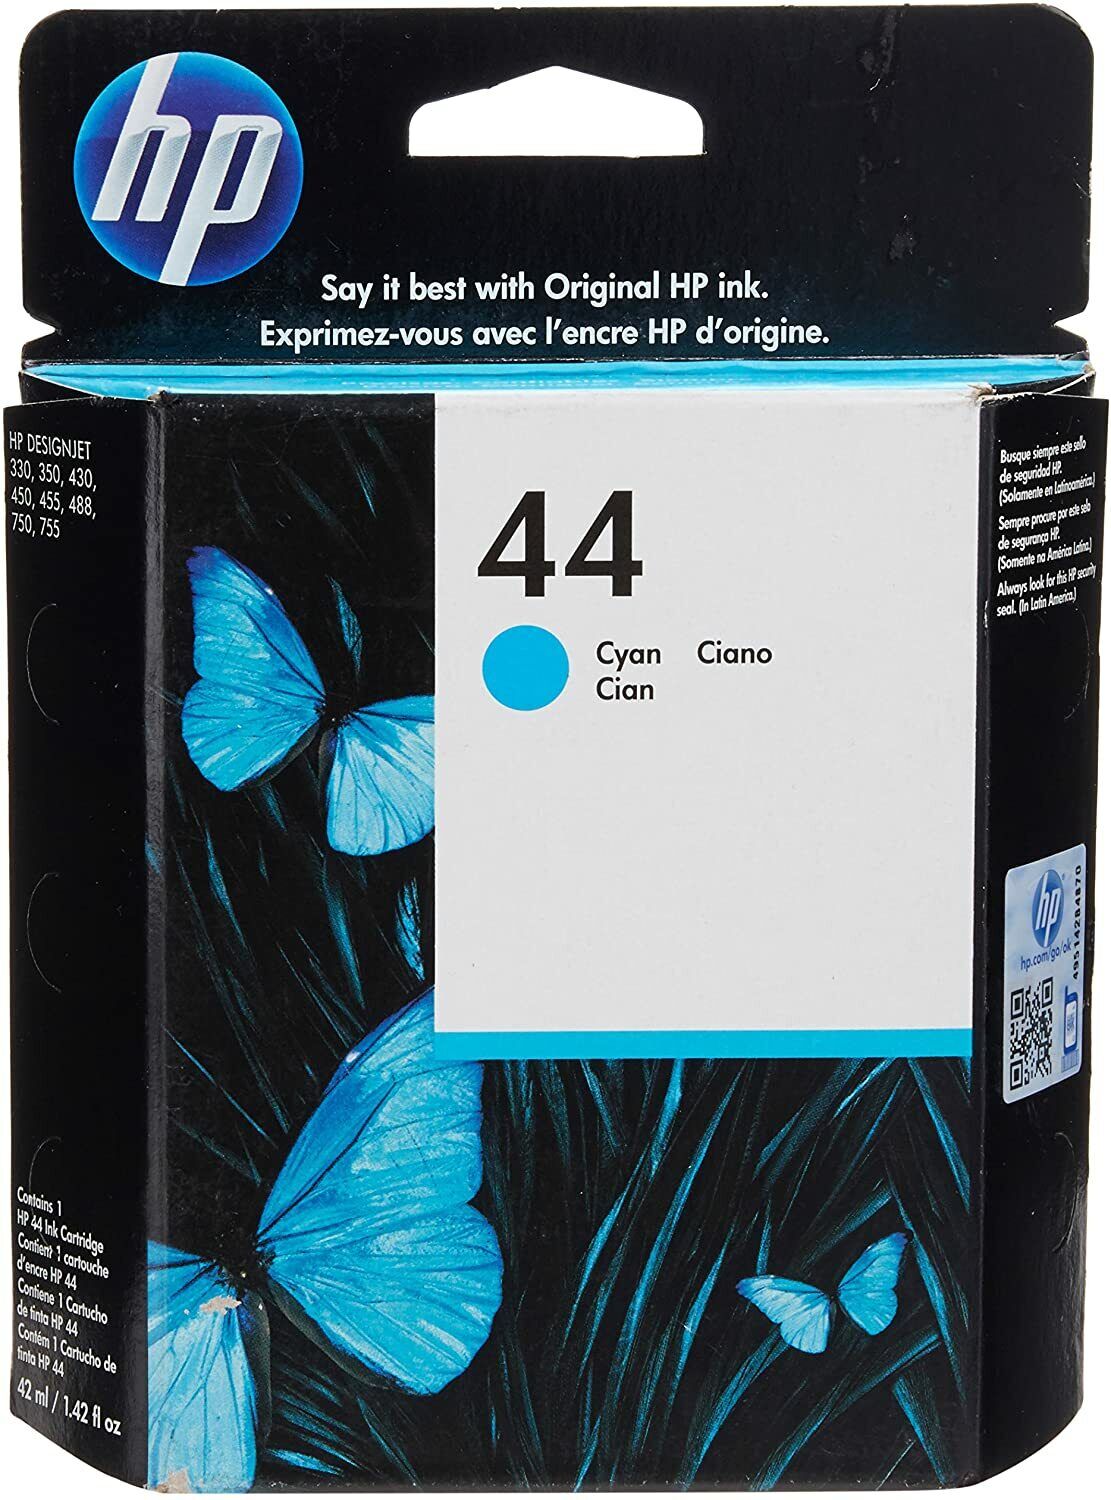 hp
Say it best with Original HP ink.
Exprimez-vous avec l'encre HP d'origine.
HP DESIGNJET
330, 350, 430,
450, 455, 488,
750, 755
44
Cyan Ciano
Cian
Busque siempre este sello
de seguridad HP.
(Solamente en Latinoamérica.)
Sempre procure por este selo
de segurança HP.
(Somente na América Latina.)
Always look for this HP security
seal. (In Latin America.)
hp
hp.com/go/ok
Contains 1
HP 44 Ink Cartridge
Contient 1 cartouche
d'encre HP 44
Contiene 1 Cartucho
de tinta HP 44
Contém 1 Cartucho de
tinta HP 44
42 ml / 1.42 fl oz